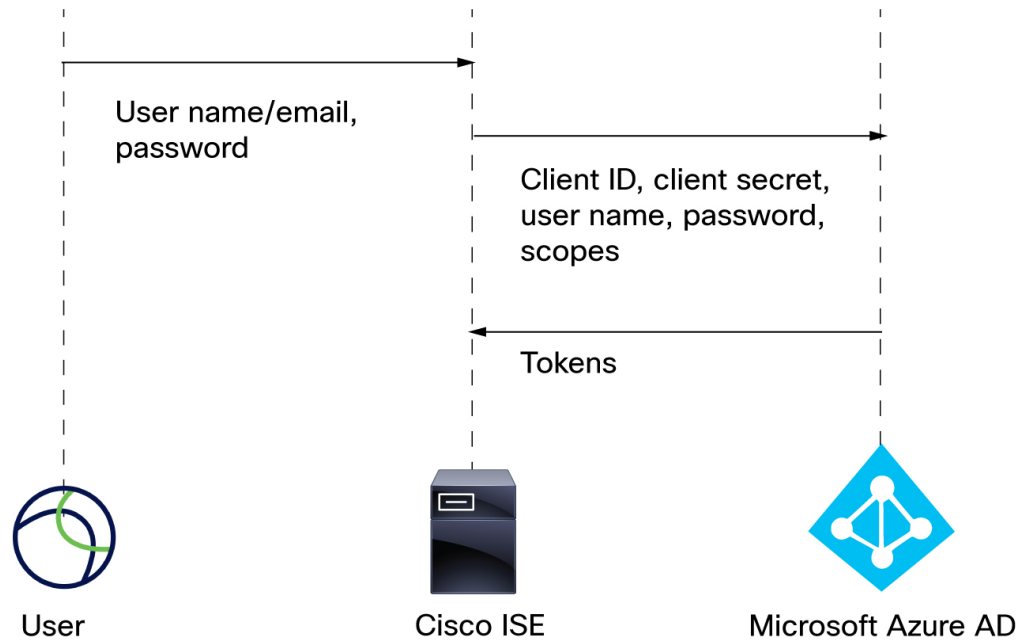 User name/email,
password
Client ID, client secret,
user name, password,
scopes
Tokens
User
Cisco ISE
Microsoft Azure AD